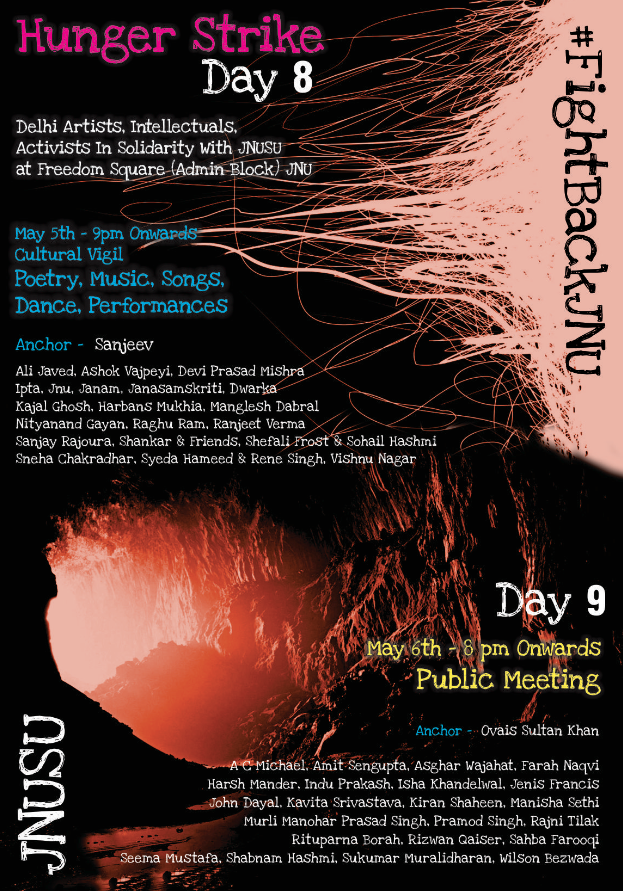 Hunger Strike
Day 8
#FightBackJNU
Delhi Artists, Intellectuals,
Activists In Solidarity With JNUSU
at Freedom Square (Admin Block) JNU
May 5th - 9pm Onwards
Cultural Vigil
Poetry, Music, Songs,
Dance, Performances
Anchor - Sanjeev
Ali Javed, Ashok Vajpeyi, Devi Prasad Mishra
Ipta, Jnu, Janam, Janasamskriti, Dwarka
Kajal Ghosh, Harbans Mukhia, Manglesh Dabral
Nityanand Gayan, Raghu Ram, Ranjeet Verma
Sanjay Rajoura, Shankar & Friends, Shefali Frost & Sohail Hashmi
Sneha Chakradhar, Syeda Hameed & Rene Singh, Vishnu Nagar
Day 9
May 6th - 8 pm Onwards
Public Meeting
Anchor - Ovais Sultan Khan
A C Michael, Amit Sengupta, Asghar Wajahat, Farah Naqvi
Harsh Mander, Indu Prakash, Isha Khandelwal, Jenis Francis
John Dayal, Kavita Srivastava, Kiran Shaheen, Manisha Sethi
Murli Manohar Prasad Singh, Pramod Singh, Rajni Tilak
Rituparna Borah, Rizwan Qaiser, Sahba Farooqi
Seema Mustafa, Shabnam Hashmi, Sukumar Muralidharan, Wilson Bezwada
JNUSU